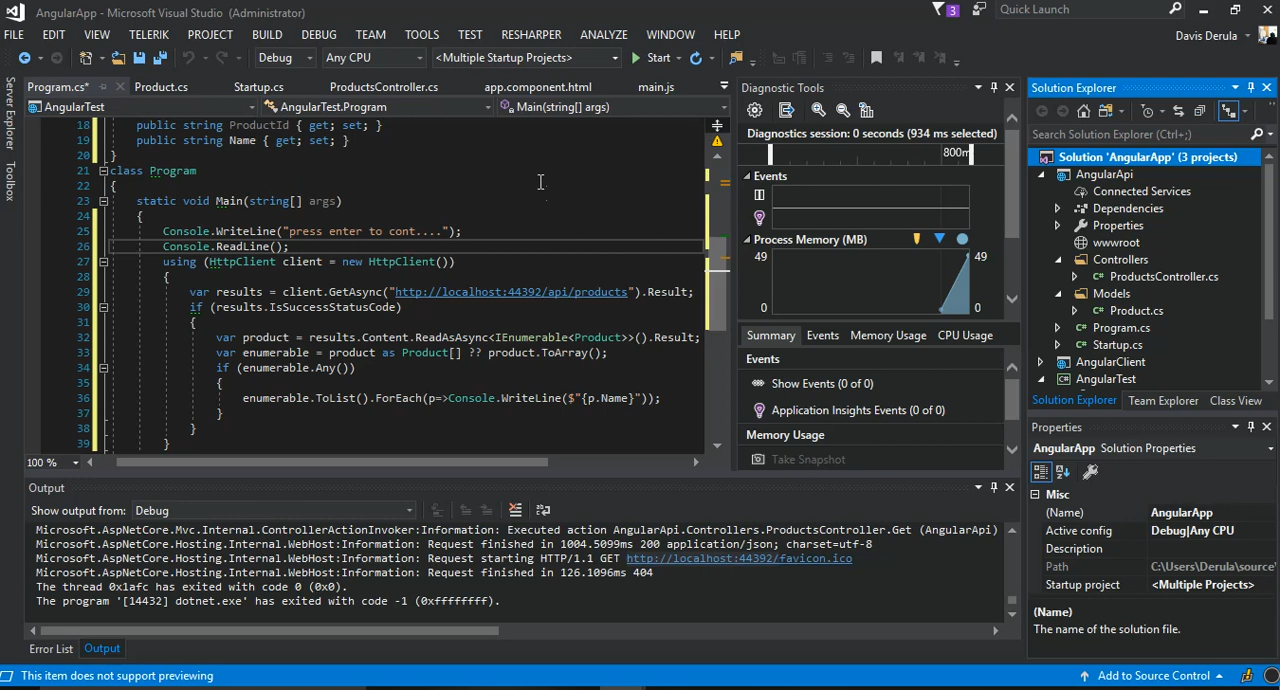 AngularApp - Microsoft Visual Studio (Administrator)
3
Quick Launch
FILE EDIT VIEW TELERIK PROJECT BUILD DEBUG TEAM TOOLS TEST RESHARPER ANALYZE WINDOW HELP
Davis Derula
Debug Any CPU <Multiple Startup Projects> Start
Server Explorer
Toolbox
Program.cs* Product.cs Startup.cs ProductsController.cs app.component.html main.js
AngularTest AngularTest.Program Main(string[] args)
18 public string ProductId { get; set; }
19 public string Name { get; set; }
20 }
21 class Program
22 {
23 static void Main(string[] args)
24 {
25 Console.WriteLine("press enter to cont....");
26 Console.ReadLine();
27 using (HttpClient client = new HttpClient())
28 {
29 var results = client.GetAsync("http://localhost:44392/api/products").Result;
30 if (results.IsSuccessStatusCode)
31 {
32 var product = results.Content.ReadAsAsync<IEnumerable<Product>>().Result;
33 var enumerable = product as Product[] ?? product.ToArray();
34 if (enumerable.Any())
35 {
36 enumerable.ToList().ForEach(p=>Console.WriteLine($"{p.Name}"));
37 }
38 }
39 }
100 %
Diagnostic Tools
Diagnostics session: 0 seconds (934 ms selected)
800m
Events
Process Memory (MB)
49 49
0 0
Summary Events Memory Usage CPU Usage
Events
Show Events (0 of 0)
Application Insights Events (0 of 0)
Memory Usage
Take Snapshot
Solution Explorer
Search Solution Explorer (Ctrl+;)
Solution 'AngularApp' (3 projects)
AngularApi
Connected Services
Dependencies
Properties
wwwroot
Controllers
C# ProductsController.cs
Models
C# Product.cs
C# Program.cs
C# Startup.cs
AngularClient
C# AngularTest
Solution Explorer Team Explorer Class View
Properties
AngularApp Solution Properties
Misc
(Name) AngularApp
Active config Debug|Any CPU
Description
Path C:\Users\Derula\source\
Startup project <Multiple Projects>
(Name)
The name of the solution file.
Output
Show output from: Debug
Microsoft.AspNetCore.Mvc.Internal.ControllerActionInvoker:Information: Executed action AngularApi.Controllers.ProductsController.Get (AngularApi)
Microsoft.AspNetCore.Hosting.Internal.WebHost:Information: Request finished in 1004.5099ms 200 application/json; charset=utf-8
Microsoft.AspNetCore.Hosting.Internal.WebHost:Information: Request starting HTTP/1.1 GET http://localhost:44392/favicon.ico
Microsoft.AspNetCore.Hosting.Internal.WebHost:Information: Request finished in 126.1096ms 404
The thread 0x1afc has exited with code 0 (0x0).
The program '[14432] dotnet.exe' has exited with code -1 (0xffffffff).
Error List Output
This item does not support previewing
Add to Source Control